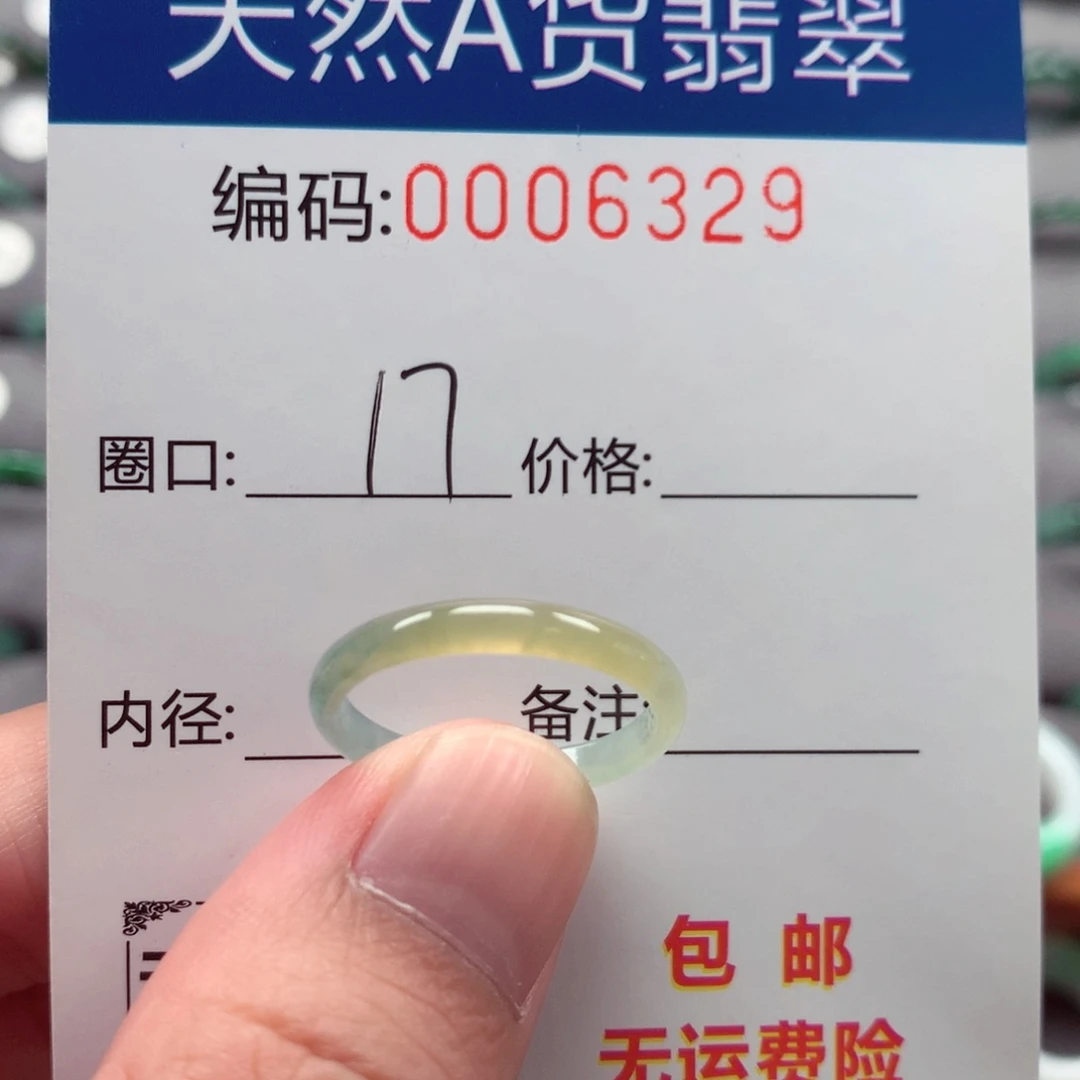 天然A货翡翠
编码:0006329
圈口: 17 价格:
内径: 备注:
包邮
无运费险